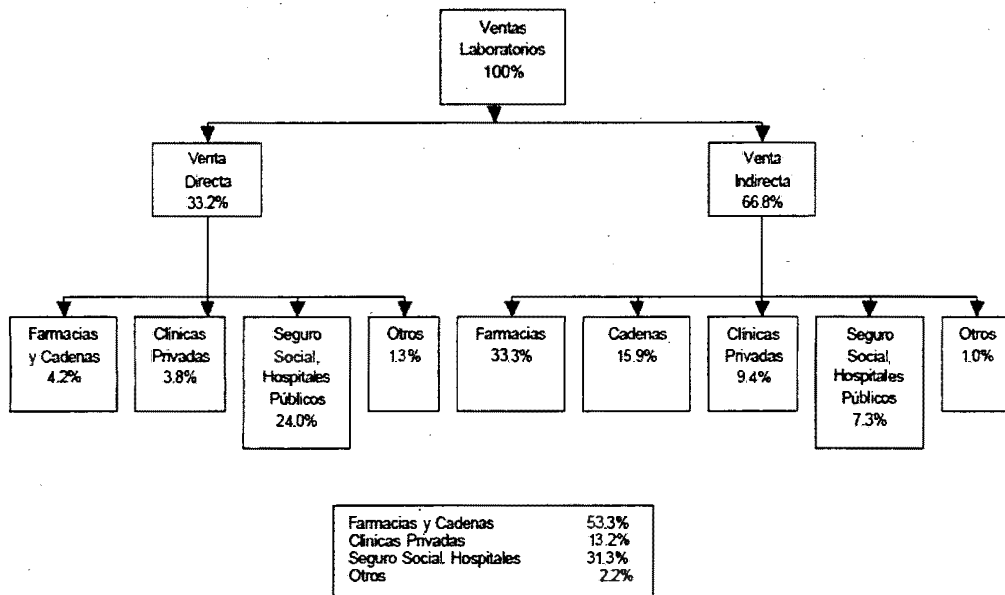 Ventas
Laboratorios
100%
Venta
Directa
33.2%
Venta
Indirecta
66.8%
Farmacias
y Cadenas
4.2%
Clínicas
Privadas
3.8%
Seguro
Social,
Hospitales
Públicos
24.0%
Otros
1.3%
Farmacias
33.3%
Cadenas
15.9%
Clínicas
Privadas
9.4%
Seguro
Social,
Hospitales
Públicos
7.3%
Otros
1.0%
Farmacias y Cadenas 53.3%
Clínicas Privadas 13.2%
Seguro Social. Hospitales 31.3%
Otros 2.2%